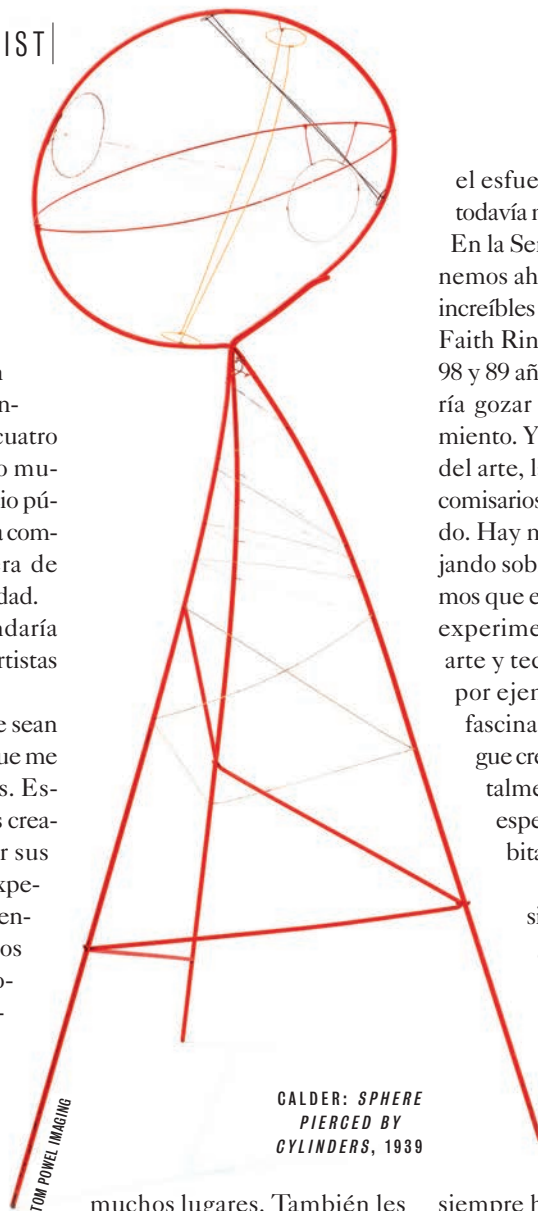 IST|
n-
cuatro
o mu-
io pú-
a com-
era de
dad.
ndaría
rtistas
e sean
ue me
s. Es-
s crea-
r sus
xpe-
en-
os
o-
-
TOM POWEL IMAGING
CALDER: SPHERE
PIERCED BY
CYLINDERS, 1939
muchos lugares. También les
el esfue
todavía
En la Ser
nemos ah
increíbles
Faith Rin
98 y 89 añ
ría gozar
miento. Y
del arte, l
comisarios
do. Hay
jando sob
mos que e
experime
arte y tec
por ejem
fascina
gue cre
talme
espe
bita
si
siempre h